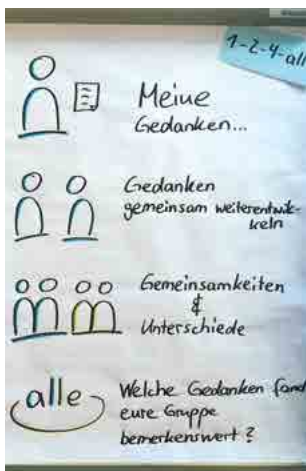 1-2-4-all
Meine
Gedanken...
Gedanken
gemeinsam weiterentwik-
keln
Gemeinsamkeiten
&
Unterschiede
alle
Welche Gedanken fand
eure Gruppe
bemerkenswert?